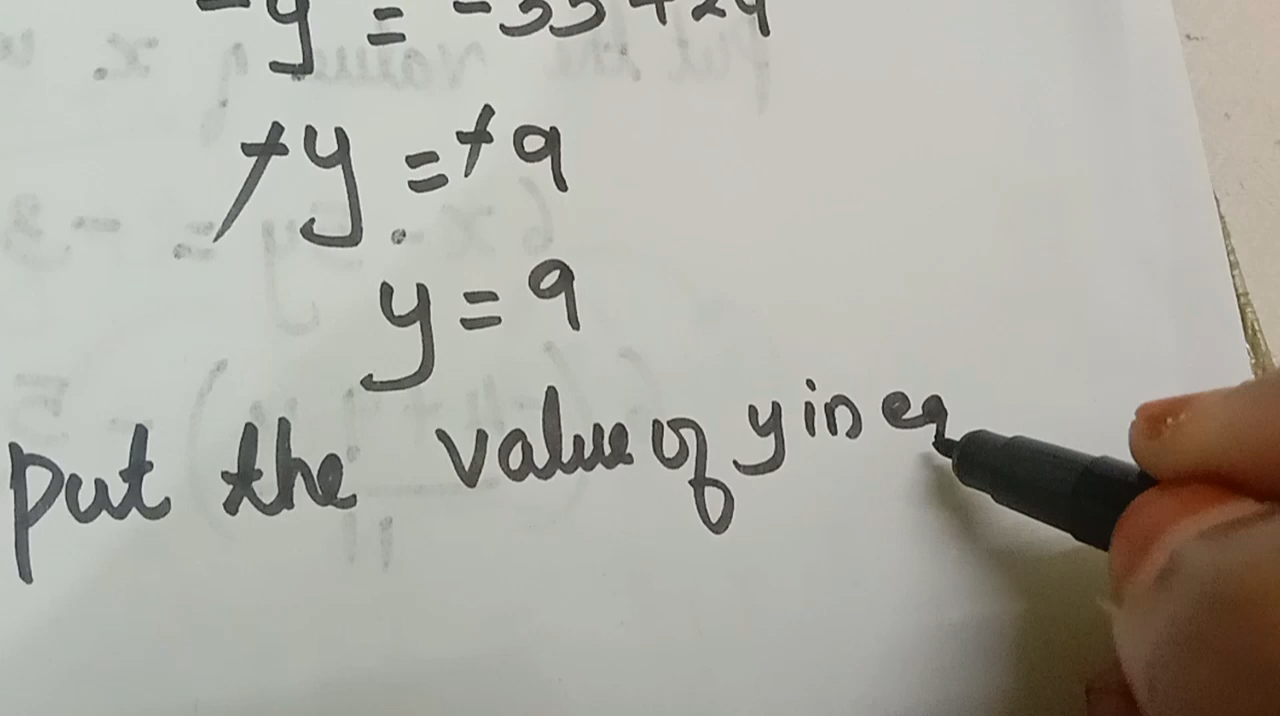 -y = -33+24
+y = +9
y = 9
Put the value of y in eq